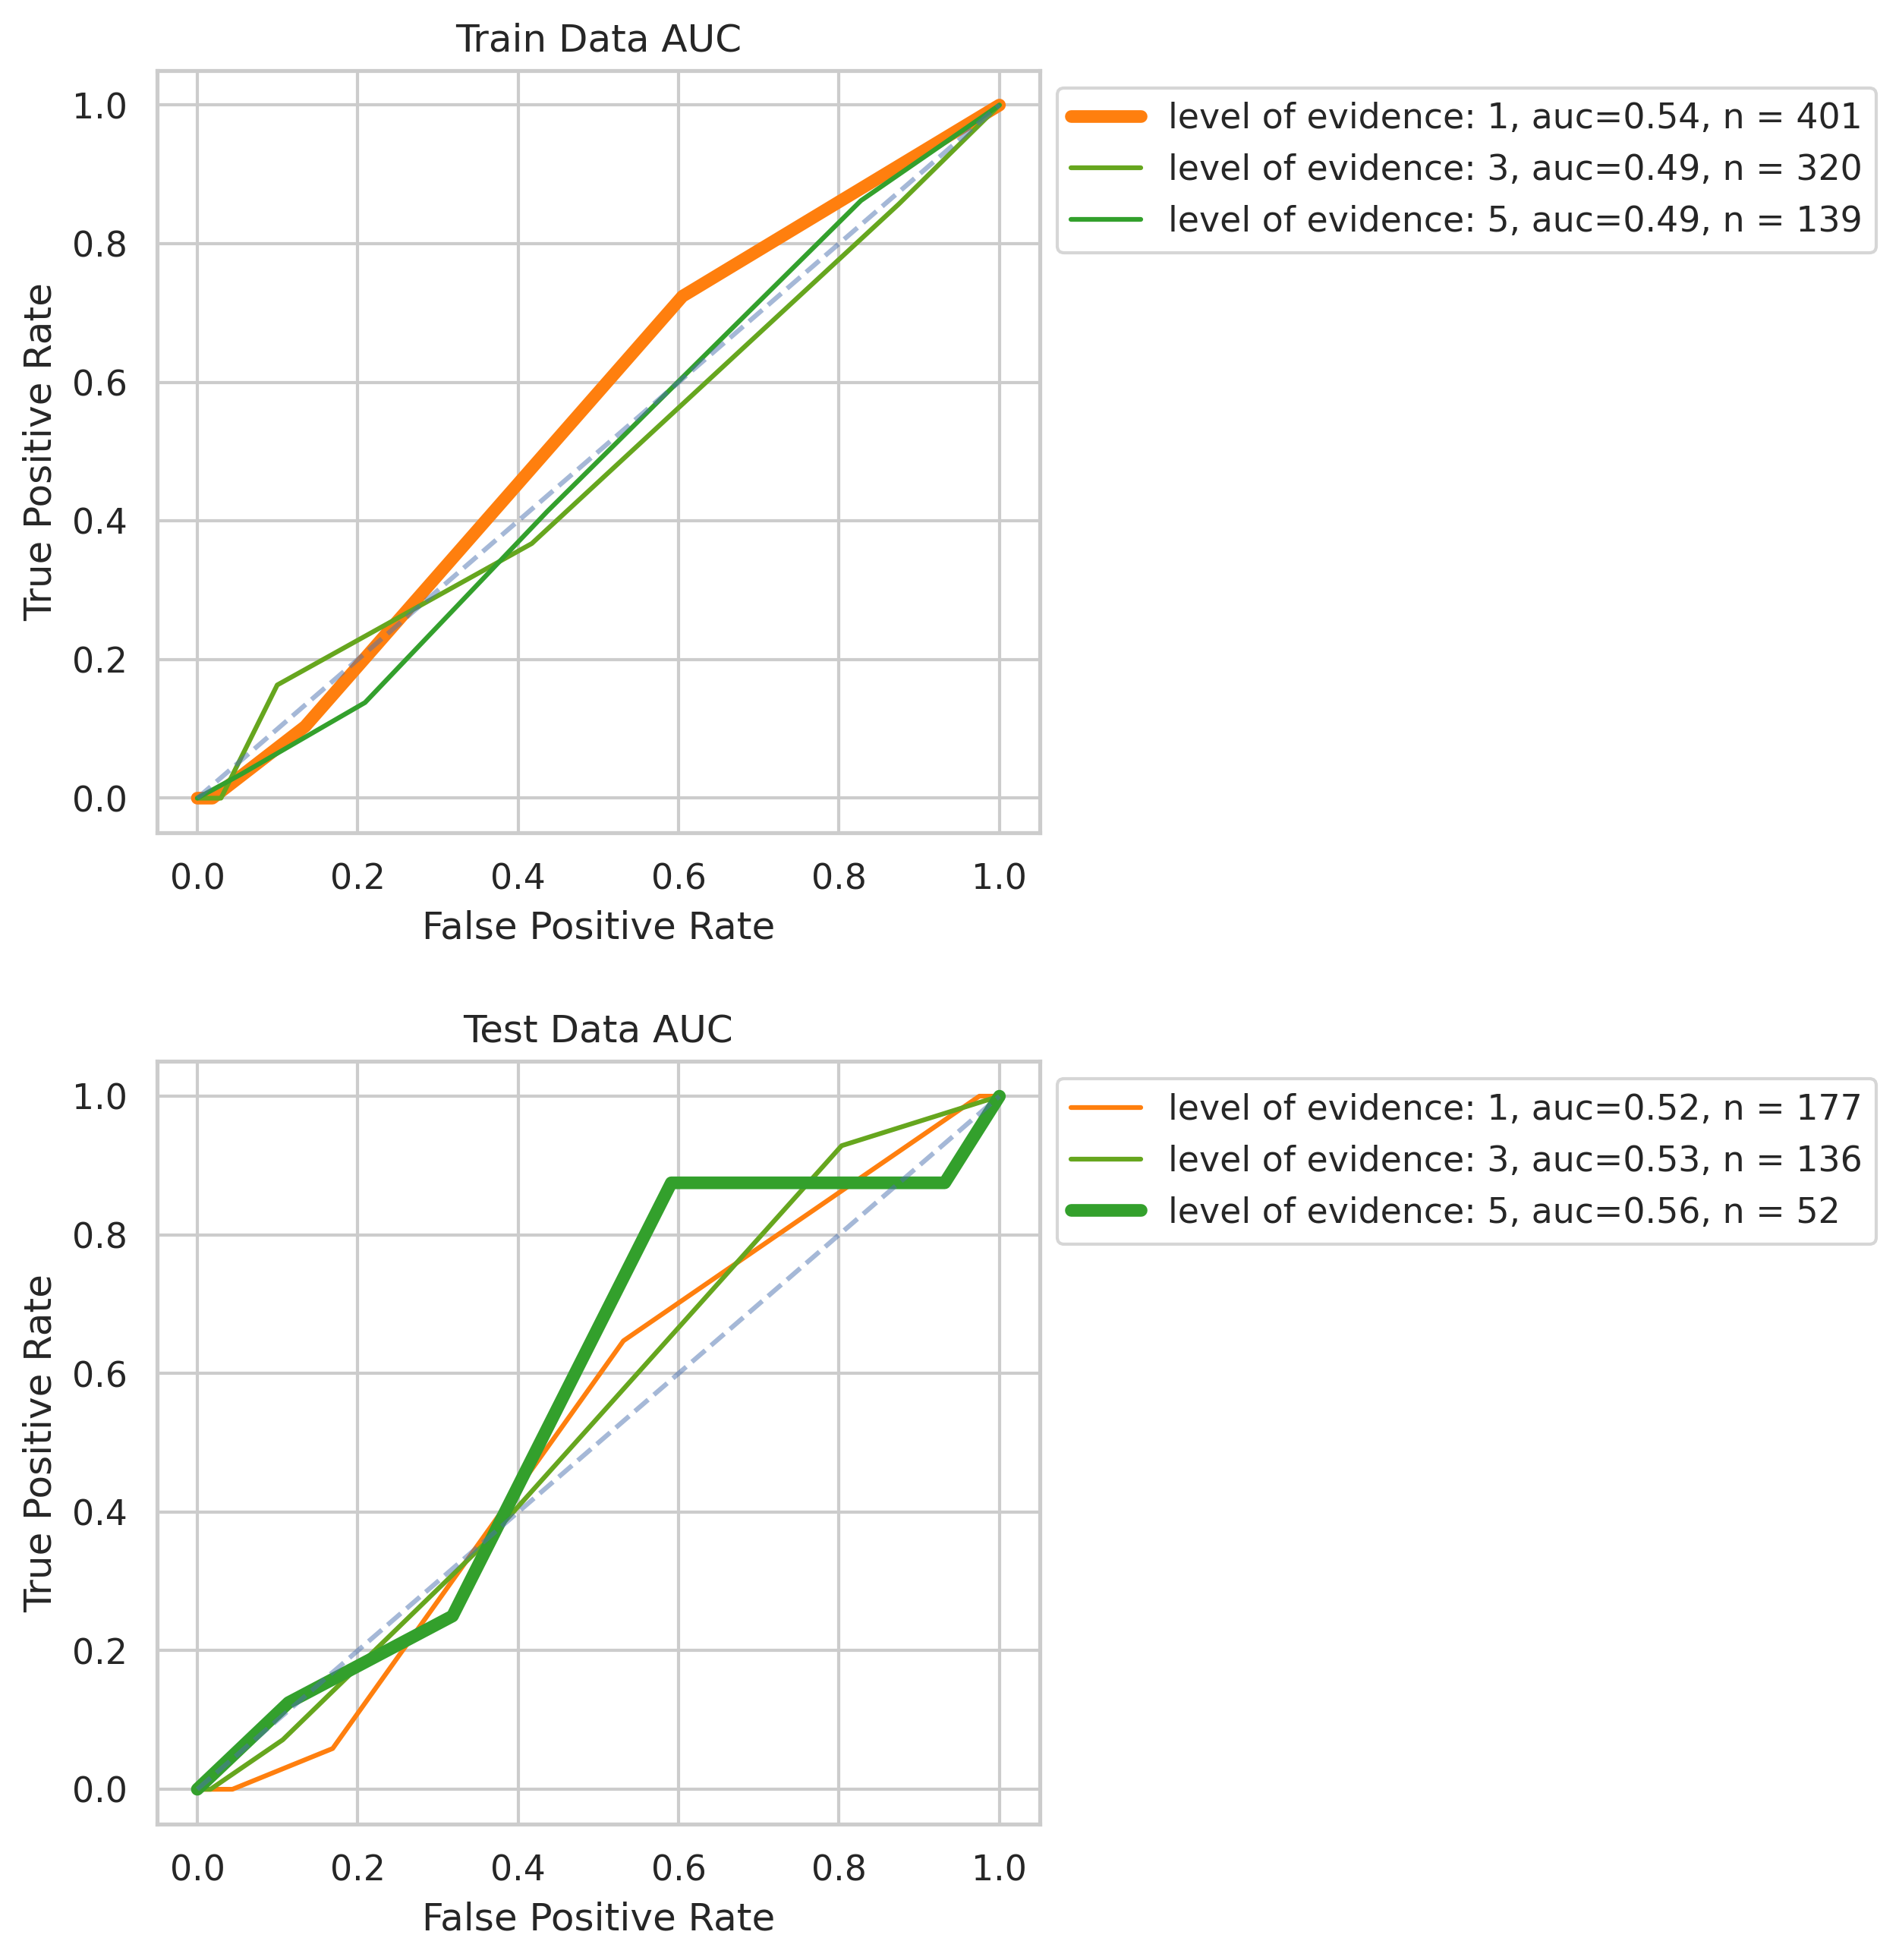 Train Data AUC
1.0
0.8
0.6
0.4
0.2
0.0
True Positive Rate
0.0 0.2 0.4 0.6 0.8 1.0
False Positive Rate
level of evidence: 1, auc=0.54, n = 401
level of evidence: 3, auc=0.49, n = 320
level of evidence: 5, auc=0.49, n = 139
Test Data AUC
1.0
0.8
0.6
0.4
0.2
0.0
True Positive Rate
0.0 0.2 0.4 0.6 0.8 1.0
False Positive Rate
level of evidence: 1, auc=0.52, n = 177
level of evidence: 3, auc=0.53, n = 136
level of evidence: 5, auc=0.56, n = 52